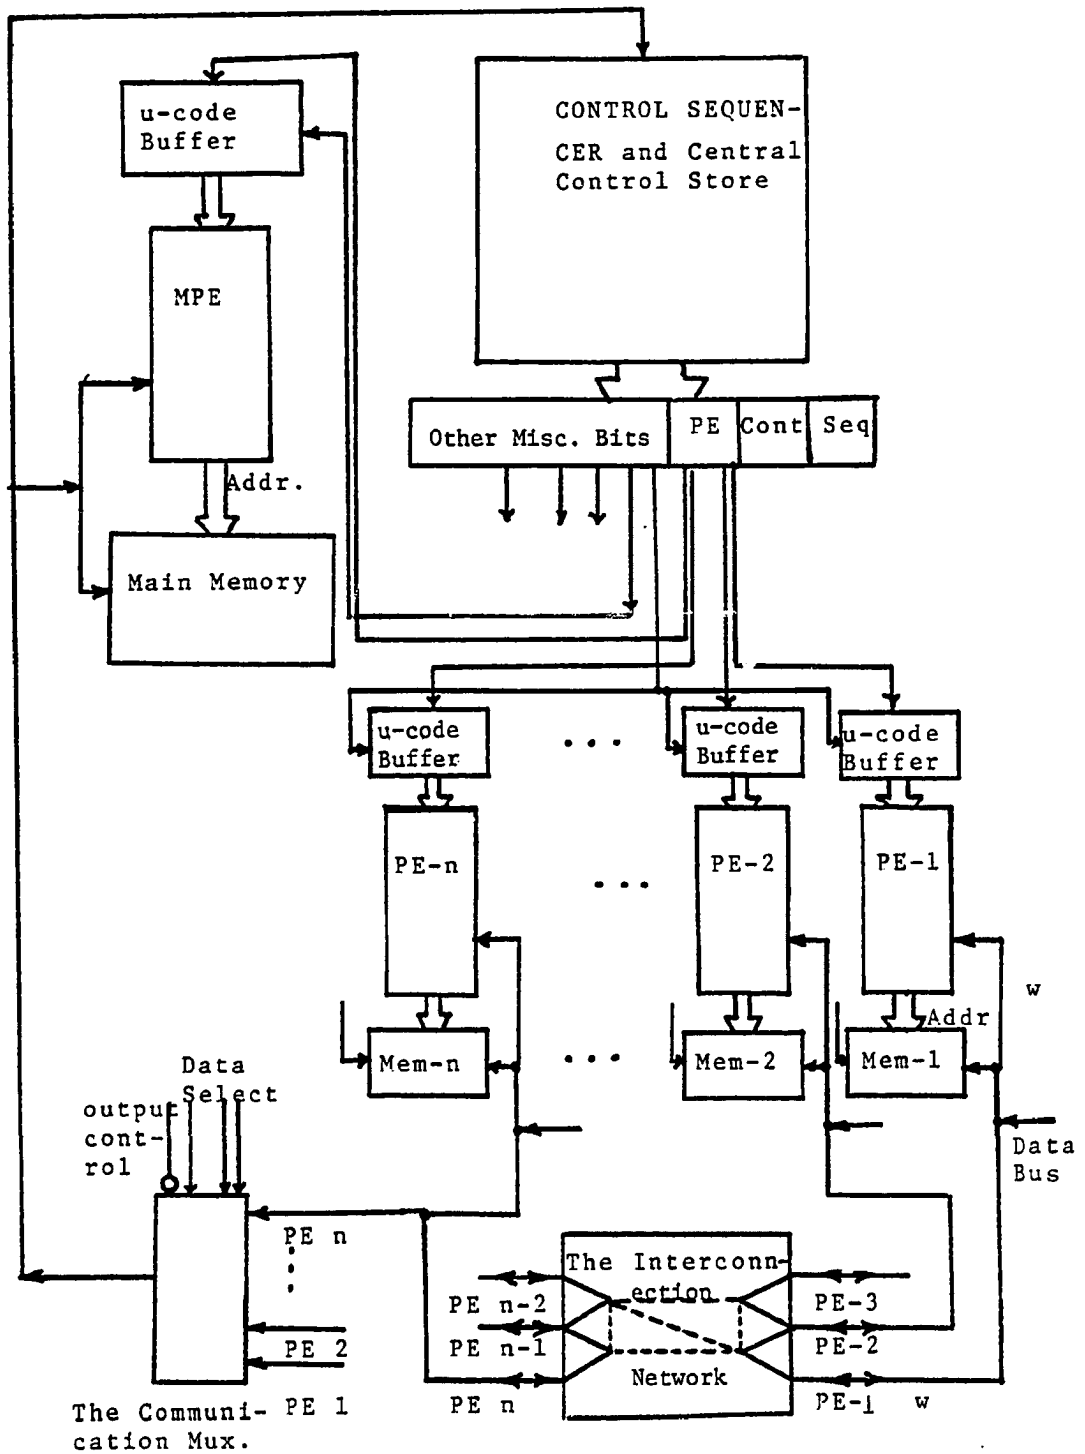 u-code
Buffer
CONTROL SEQUEN-
CER and Central
Control Store
MPE
Other Misc. Bits
PE
Cont
Seq
Addr.
Main Memory
u-code
Buffer
. . .
u-code
Buffer
u-code
Buffer
PE-n
. . .
PE-2
PE-1
w
Addr
Mem-n
. . .
Mem-2
Mem-1
Data
Select
output
cont-
rol
Data
Bus
PE n
The Interconn-
ection
Network
PE n-2
PE n-1
PE n
PE-3
PE-2
PE-1
w
PE 2
PE 1
The Communi-
cation Mux.